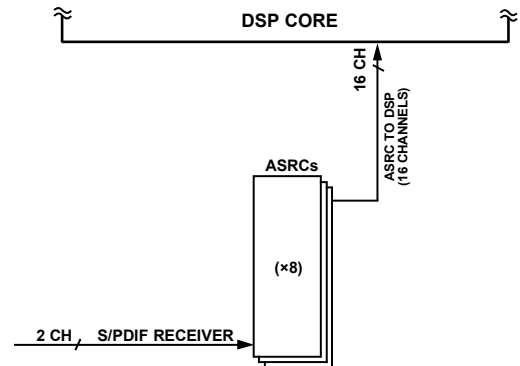 DSP CORE
16 CH
ASRC TO DSP
(16 CHANNELS)
ASRCs
(×8)
2 CH
S/PDIF RECEIVER